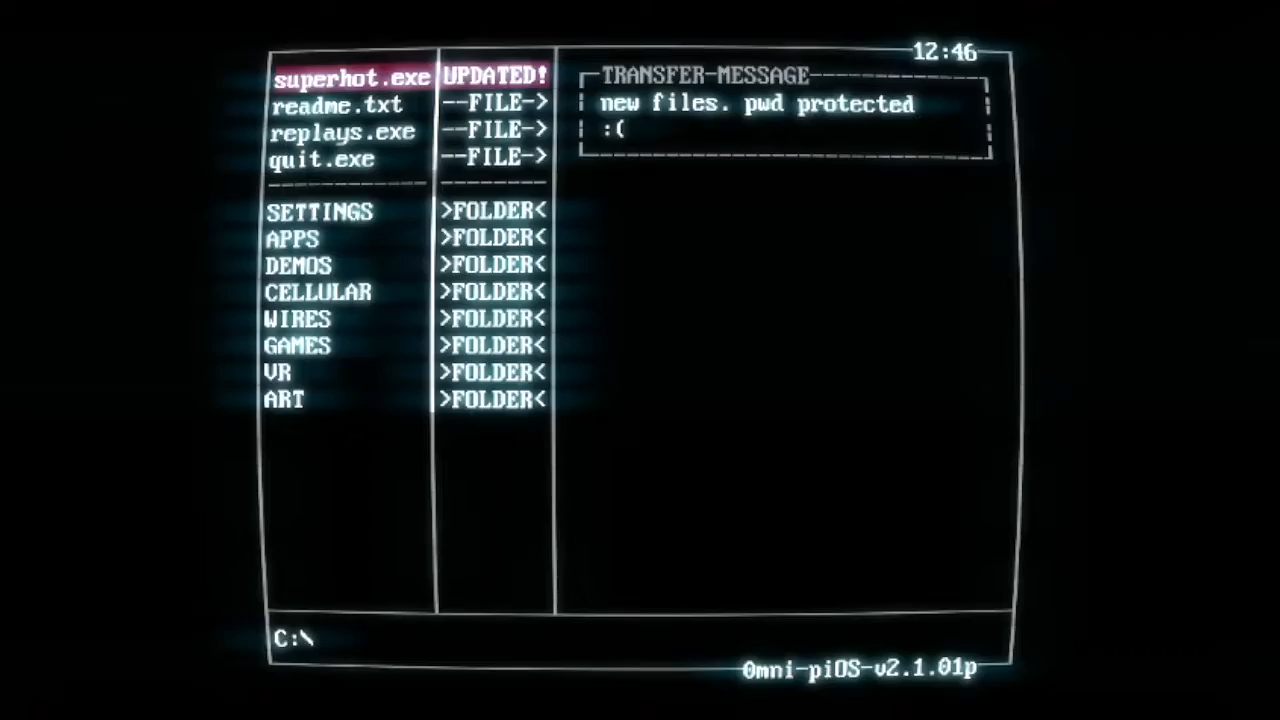 12:46
superhot.exe UPDATED!
readme.txt --FILE->
replays.exe --FILE->
quit.exe --FILE->
SETTINGS >FOLDER<
APPS >FOLDER<
DEMOS >FOLDER<
CELLULAR >FOLDER<
WIRES >FOLDER<
GAMES >FOLDER<
VR >FOLDER<
ART >FOLDER<
TRANSFER-MESSAGE
new files. pwd protected
:(
C:\
Omni-piOS-v2.1.01p